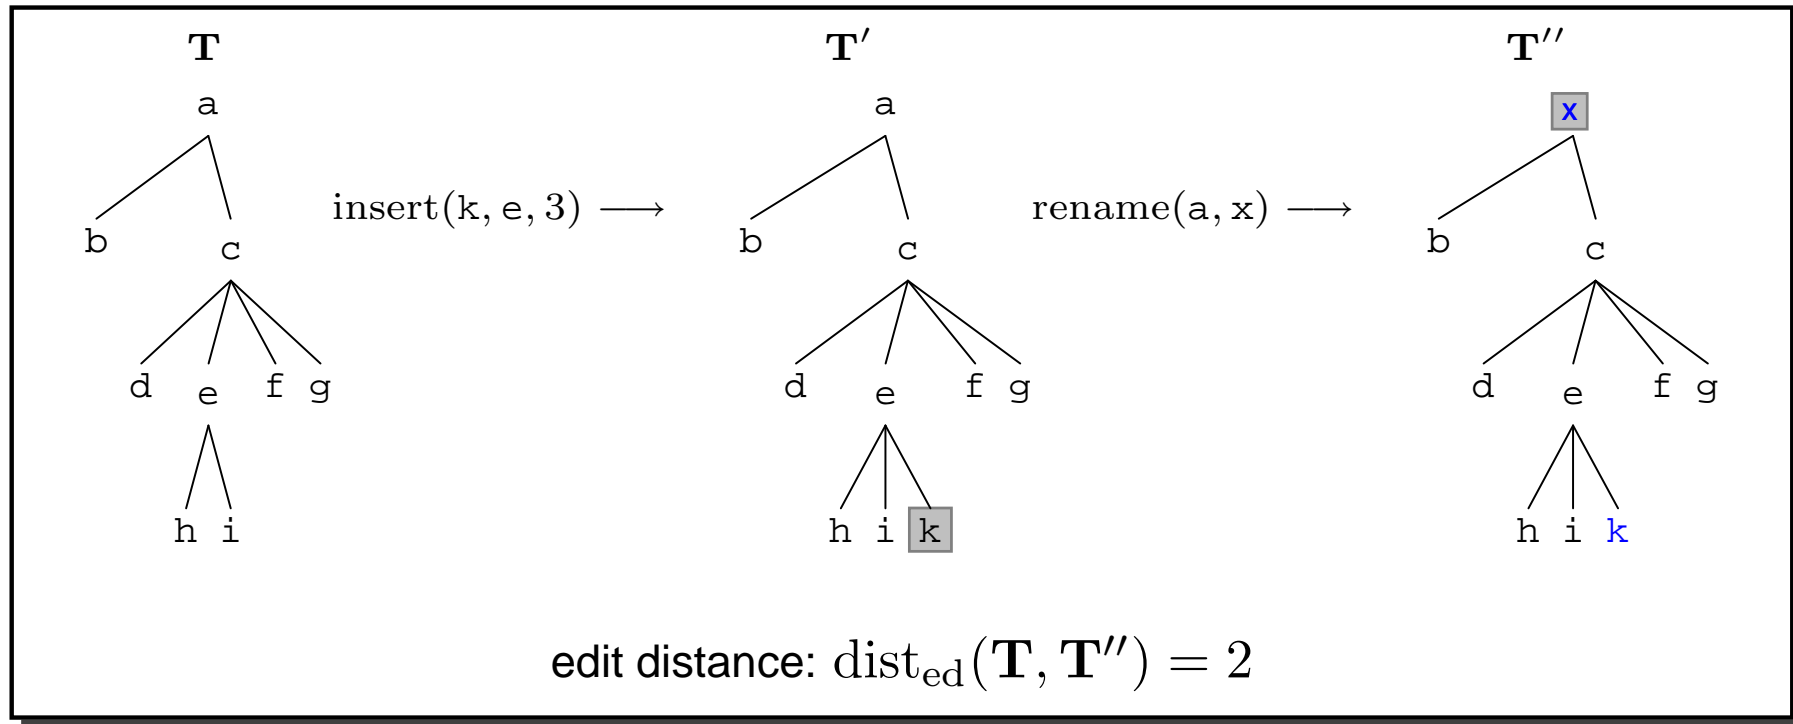 T T′ T′′
a a x
insert(k, e, 3) ⟶ rename(a, x) ⟶
b c b c b c
d e f g d e f g d e f g
h i h i k h i k
edit distance: dist_ed(T, T′′) = 2